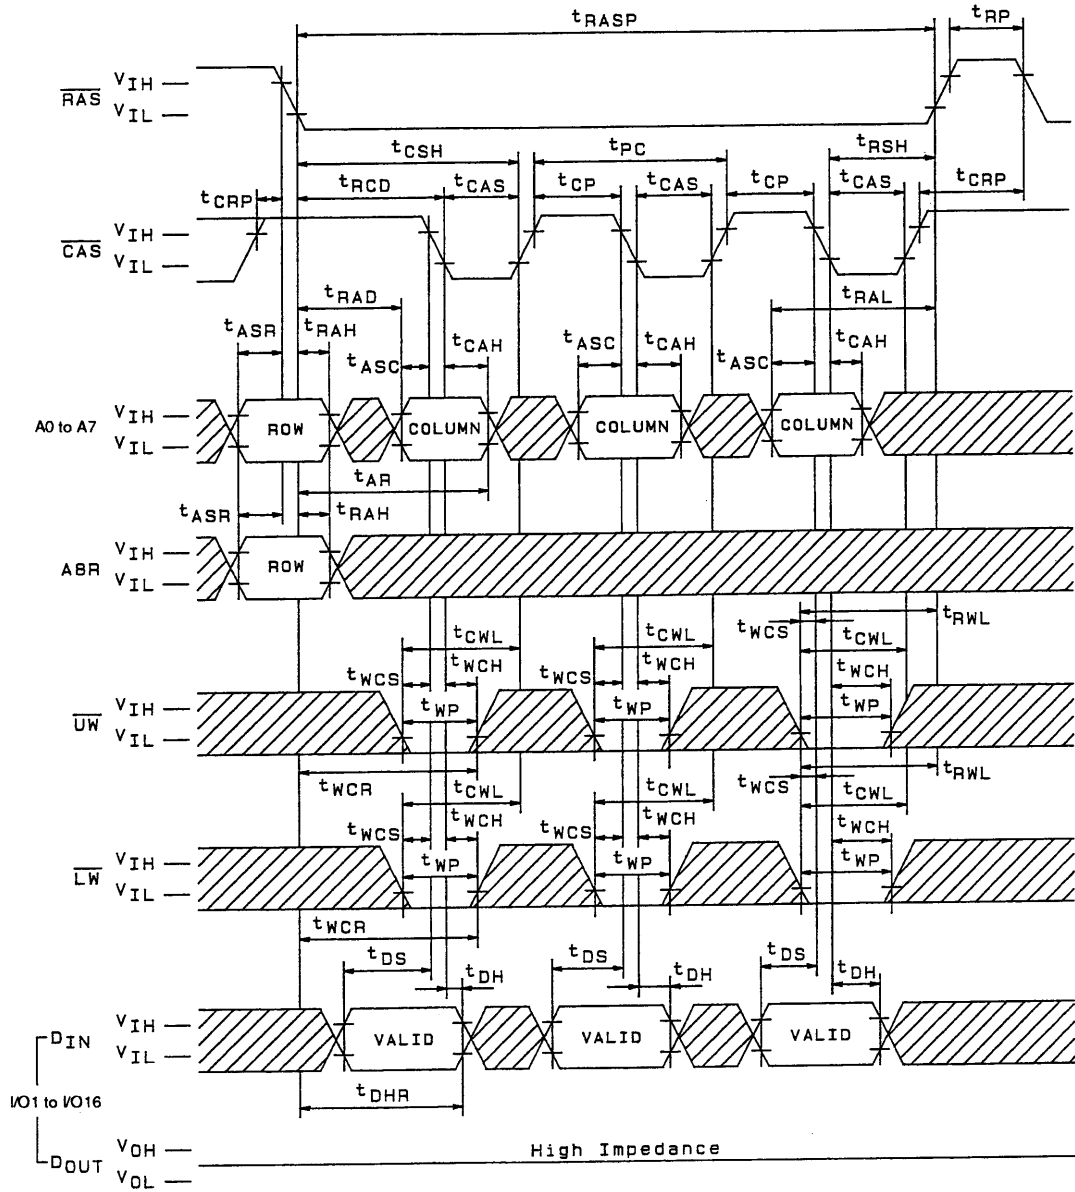 tRASP tRP
RAS VIH
VIL
tCSH tPC tRSH
tCRP tRCD tCAS tCP tCAS tCP tCAS tCRP
CAS VIH
VIL
tRAD tRAL
tASR tRAH tASC tCAH tASC tCAH tASC tCAH
A0 to A7 VIH
VIL
ROW COLUMN COLUMN COLUMN
tAR
tASR tRAH
ABR VIH
VIL
ROW
tWCS tRWL
tCWL tCWL tCWL
tWCS tWCH tWCS tWCH tWCH
tWP tWP tWP
UW VIH
VIL
tWCR tWCS tRWL
tCWL tCWL tCWL
tWCS tWCH tWCS tWCH tWCH
tWP tWP tWP
LW VIH
VIL
tWCR
tDS tDH tDS tDH tDS tDH
DIN VIH
VIL
VALID VALID VALID
tDHR
I/O1 to I/O16
DOUT VOH
VOL
High Impedance